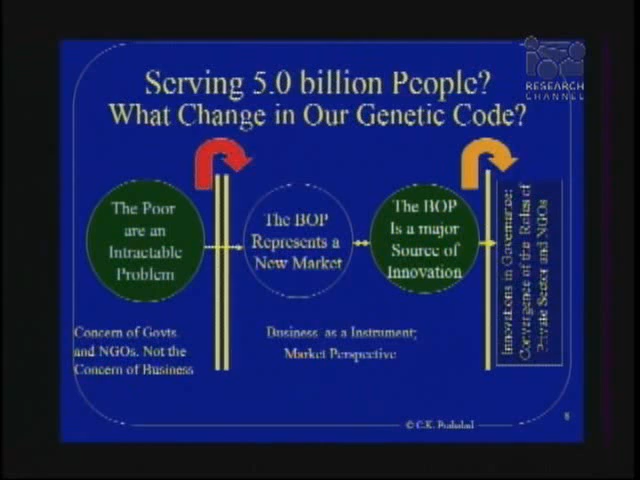 Serving 5.0 billion People?
What Change in Our Genetic Code?
RESEARCH
CHANNEL
The Poor
are an
Intractable
Problem
The BOP
Represents a
New Market
The BOP
Is a major
Source of
Innovation
Innovations in Governance:
Convergence of the Roles of
Private Sector and NGOs
Concern of Govts.
and NGOs. Not the
Concern of Business
Business as a Instrument;
Market Perspective
© C.K. Prahalad
8